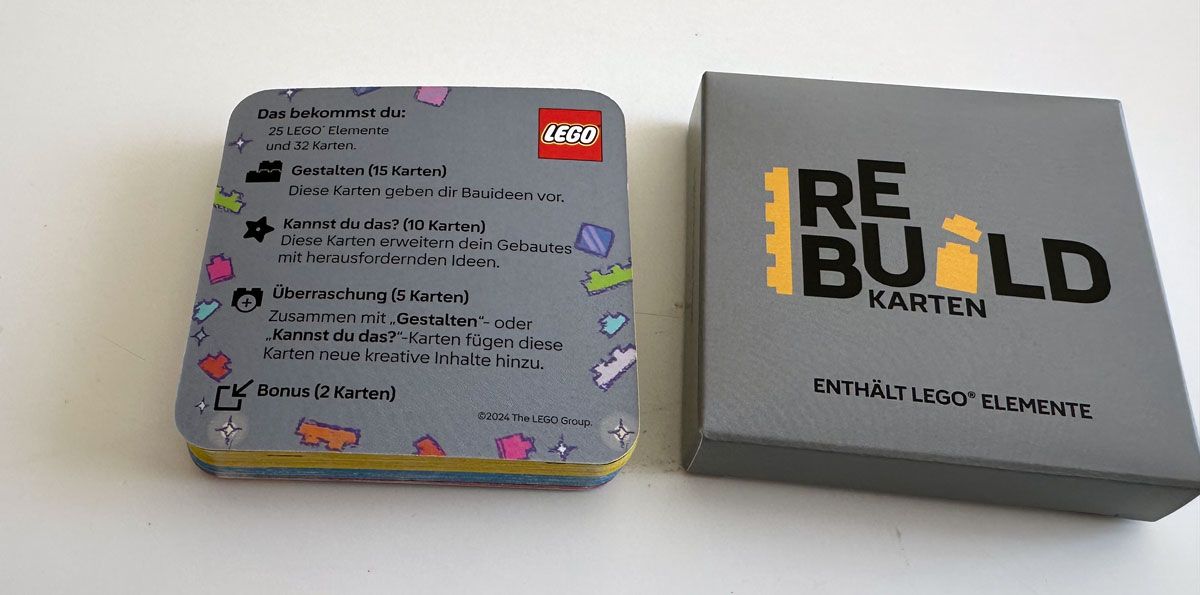 Das bekommst du:
25 LEGO® Elemente
und 32 Karten.
LEGO
Gestalten (15 Karten)
Diese Karten geben dir Bauideen vor.
Kannst du das? (10 Karten)
Diese Karten erweitern dein Gebautes
mit herausfordernden Ideen.
Überraschung (5 Karten)
Zusammen mit „Gestalten“- oder
„Kannst du das?“-Karten fügen diese
Karten neue kreative Inhalte hinzu.
Bonus (2 Karten)
©2024 The LEGO Group.
RE
BUILD
KARTEN
ENTHÄLT LEGO® ELEMENTE